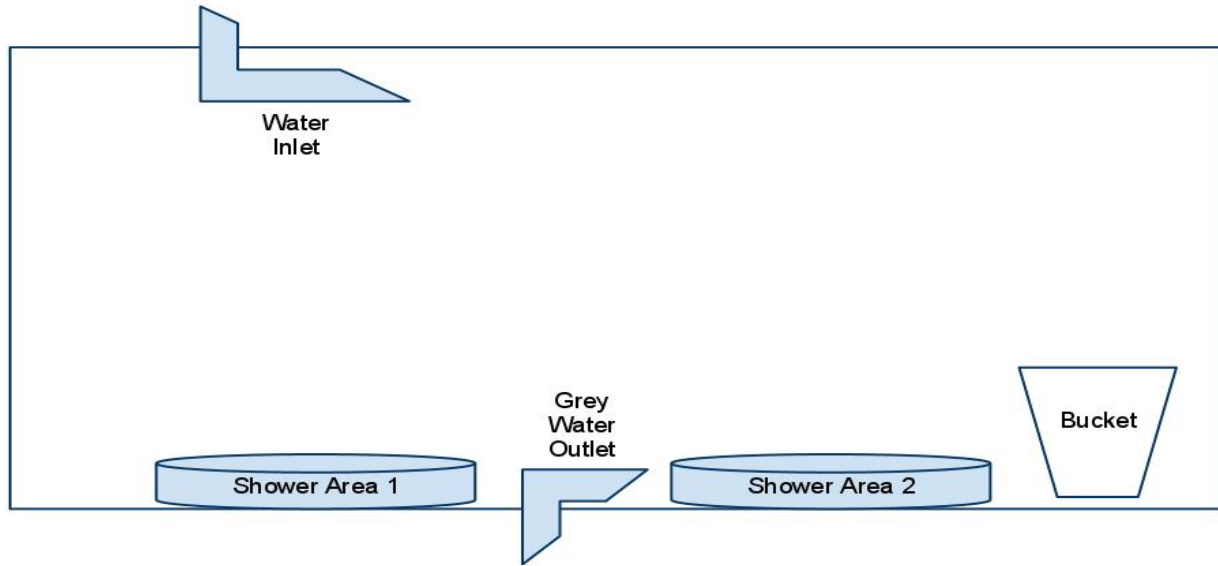 Water
Inlet
Grey
Water
Outlet
Bucket
Shower Area 1
Shower Area 2